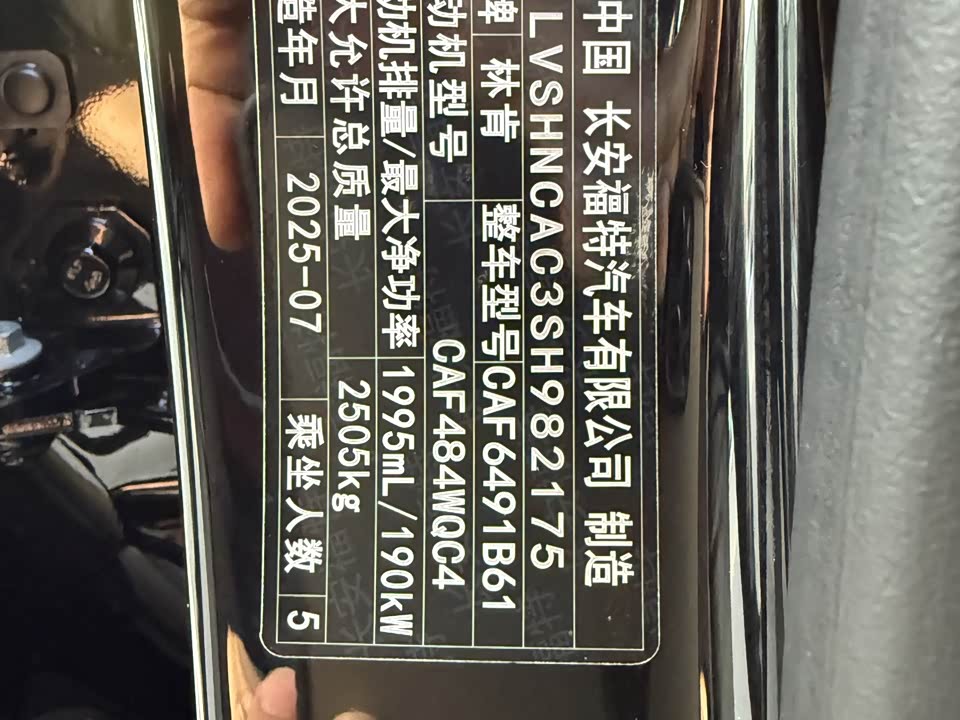 中国 长安福特汽车有限公司 制造
LVSHNCAC3SH982175
牌 林肯 整车型号 CAF6491B61
动机型号 CAF484WQC4
功机排量/最大净功率 1995mL/190kW
大允许总质量 2505kg
造年月 2025-07 乘坐人数 5